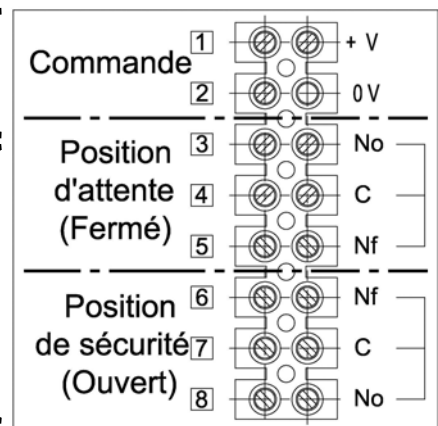 Commande
1 + V
2 0 V
Position
d'attente
(Fermé)
3 No
4 C
5 Nf
Position
de sécurité
(Ouvert)
6 Nf
7 C
8 No